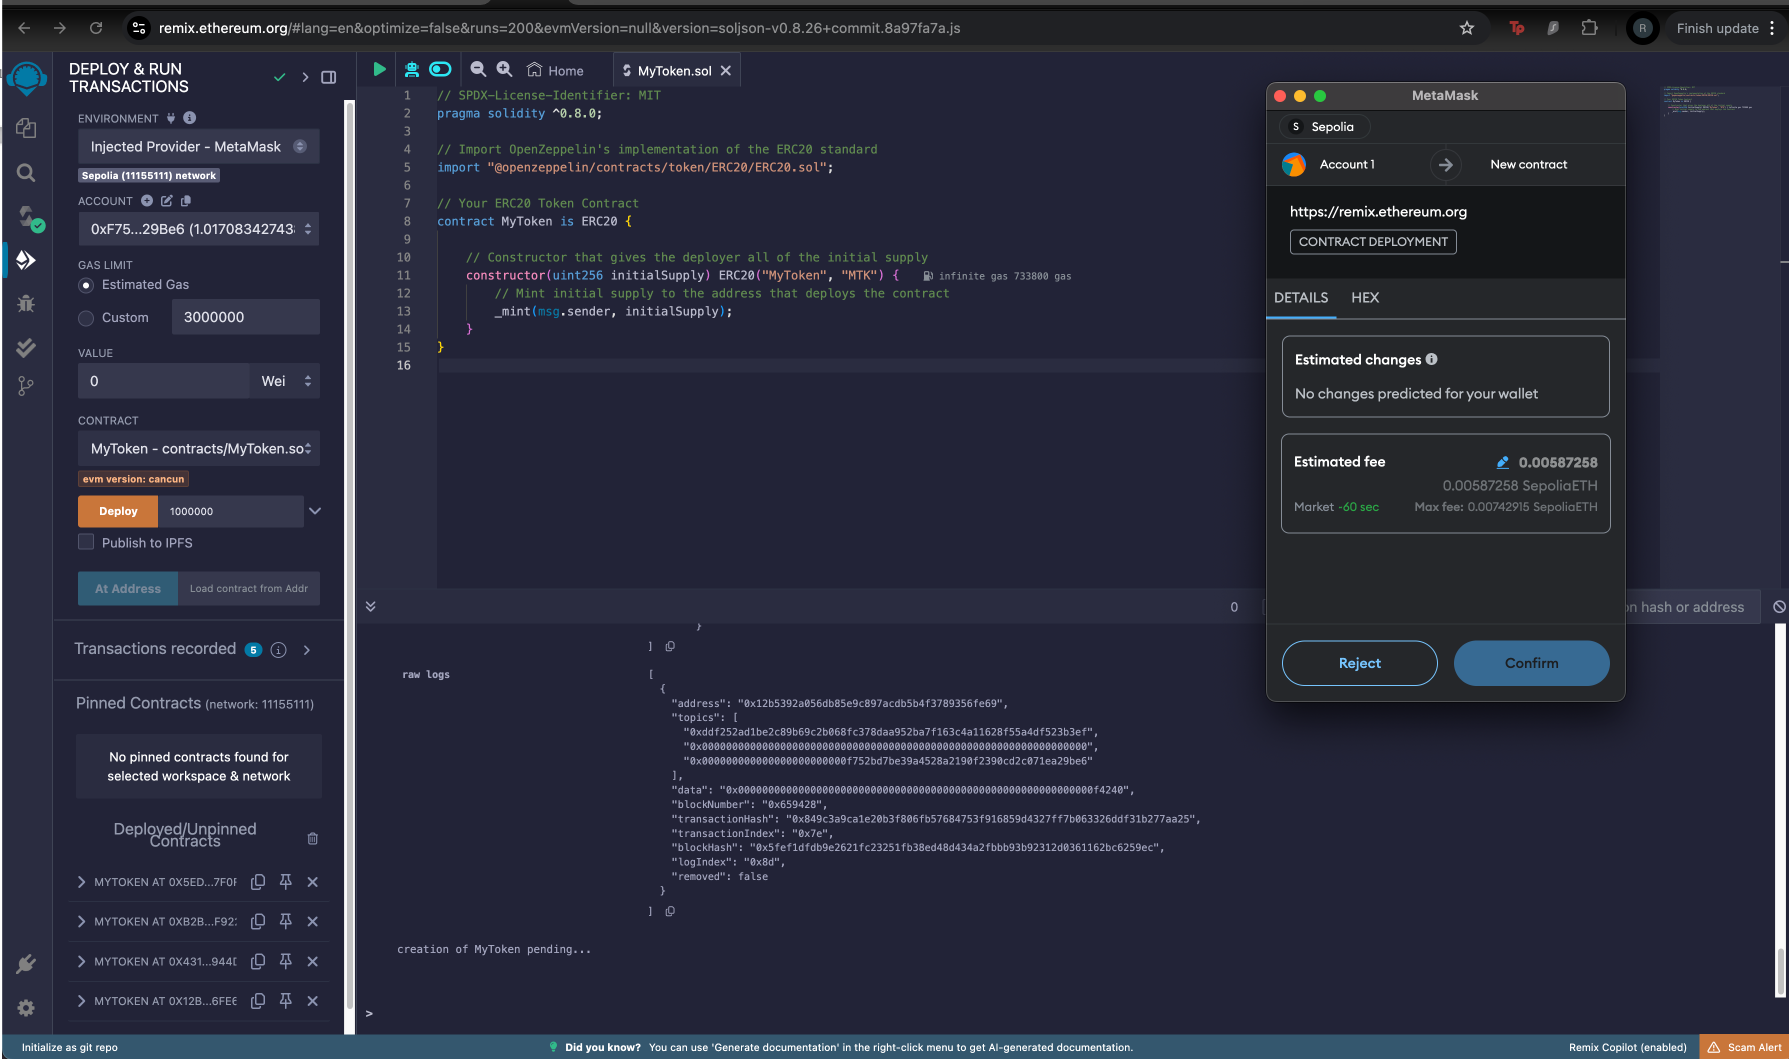 remix.ethereum.org/#lang=en&optimize=false&runs=200&evmVersion=null&version=soljson-v0.8.26+commit.8a97fa7a.js
Tp
R
Finish update
DEPLOY & RUN
TRANSACTIONS
ENVIRONMENT
Injected Provider - MetaMask
Sepolia (11155111) network
ACCOUNT
0xF75...29Be6 (1.0170834274
GAS LIMIT
Estimated Gas
Custom
3000000
VALUE
0
Wei
CONTRACT
MyToken - contracts/MyToken.so
evm version: cancun
Deploy
1000000
Publish to IPFS
At Address
Load contract from Addr
Transactions recorded 5 i
Pinned Contracts (network: 11155111)
No pinned contracts found for
selected workspace & network
Deployed/Unpinned
Contracts
MYTOKEN AT 0X5ED...7F0F
MYTOKEN AT 0XB2B...F92
MYTOKEN AT 0X431...944
MYTOKEN AT 0X12B...6FE6
Home
MyToken.sol
1 // SPDX-License-Identifier: MIT
2 pragma solidity ^0.8.0;
3
4 // Import OpenZeppelin's implementation of the ERC20 standard
5 import "@openzeppelin/contracts/token/ERC20/ERC20.sol";
6
7 // Your ERC20 Token Contract
8 contract MyToken is ERC20 {
9
10 // Constructor that gives the deployer all of the initial supply
11 constructor(uint256 initialSupply) ERC20("MyToken", "MTK") { infinite gas 733800 gas
12 // Mint initial supply to the address that deploys the contract
13 _mint(msg.sender, initialSupply);
14 }
15 }
16
0
on hash or address
}
]
raw logs
[
{
"address": "0x12b5392a056db85e9c897acdb5b4f3789356fe69",
"topics": [
"0xddf252ad1be2c89b69c2b068fc378daa952ba7f163c4a11628f55a4df523b3ef",
"0x0000000000000000000000000000000000000000000000000000000000000000",
"0x000000000000000000000000f752bd7be39a4528a2190f2390cd2c071ea29be6"
],
"data": "0x00000000000000000000000000000000000000000000000000000000000f4240",
"blockNumber": "0x659428",
"transactionHash": "0x849c3a9ca1e20b3f806fb57684753f916859d4327ff7b063326ddf31b277aa25",
"transactionIndex": "0x7e",
"blockHash": "0x5fef1dfdb9e2621fc23251fb38ed48d434a2fbbb93b92312d0361162bc6259ec",
"logIndex": "0x8d",
"removed": false
}
]
creation of MyToken pending...
>
MetaMask
S Sepolia
Account 1
New contract
https://remix.ethereum.org
CONTRACT DEPLOYMENT
DETAILS
HEX
Estimated changes
No changes predicted for your wallet
Estimated fee
0.00587258
0.00587258 SepoliaETH
Market ~60 sec
Max fee: 0.00742915 SepoliaETH
Reject
Confirm
Initialize as git repo
Did you know? You can use 'Generate documentation' in the right-click menu to get AI-generated documentation.
Remix Copilot (enabled)
Scam Alert